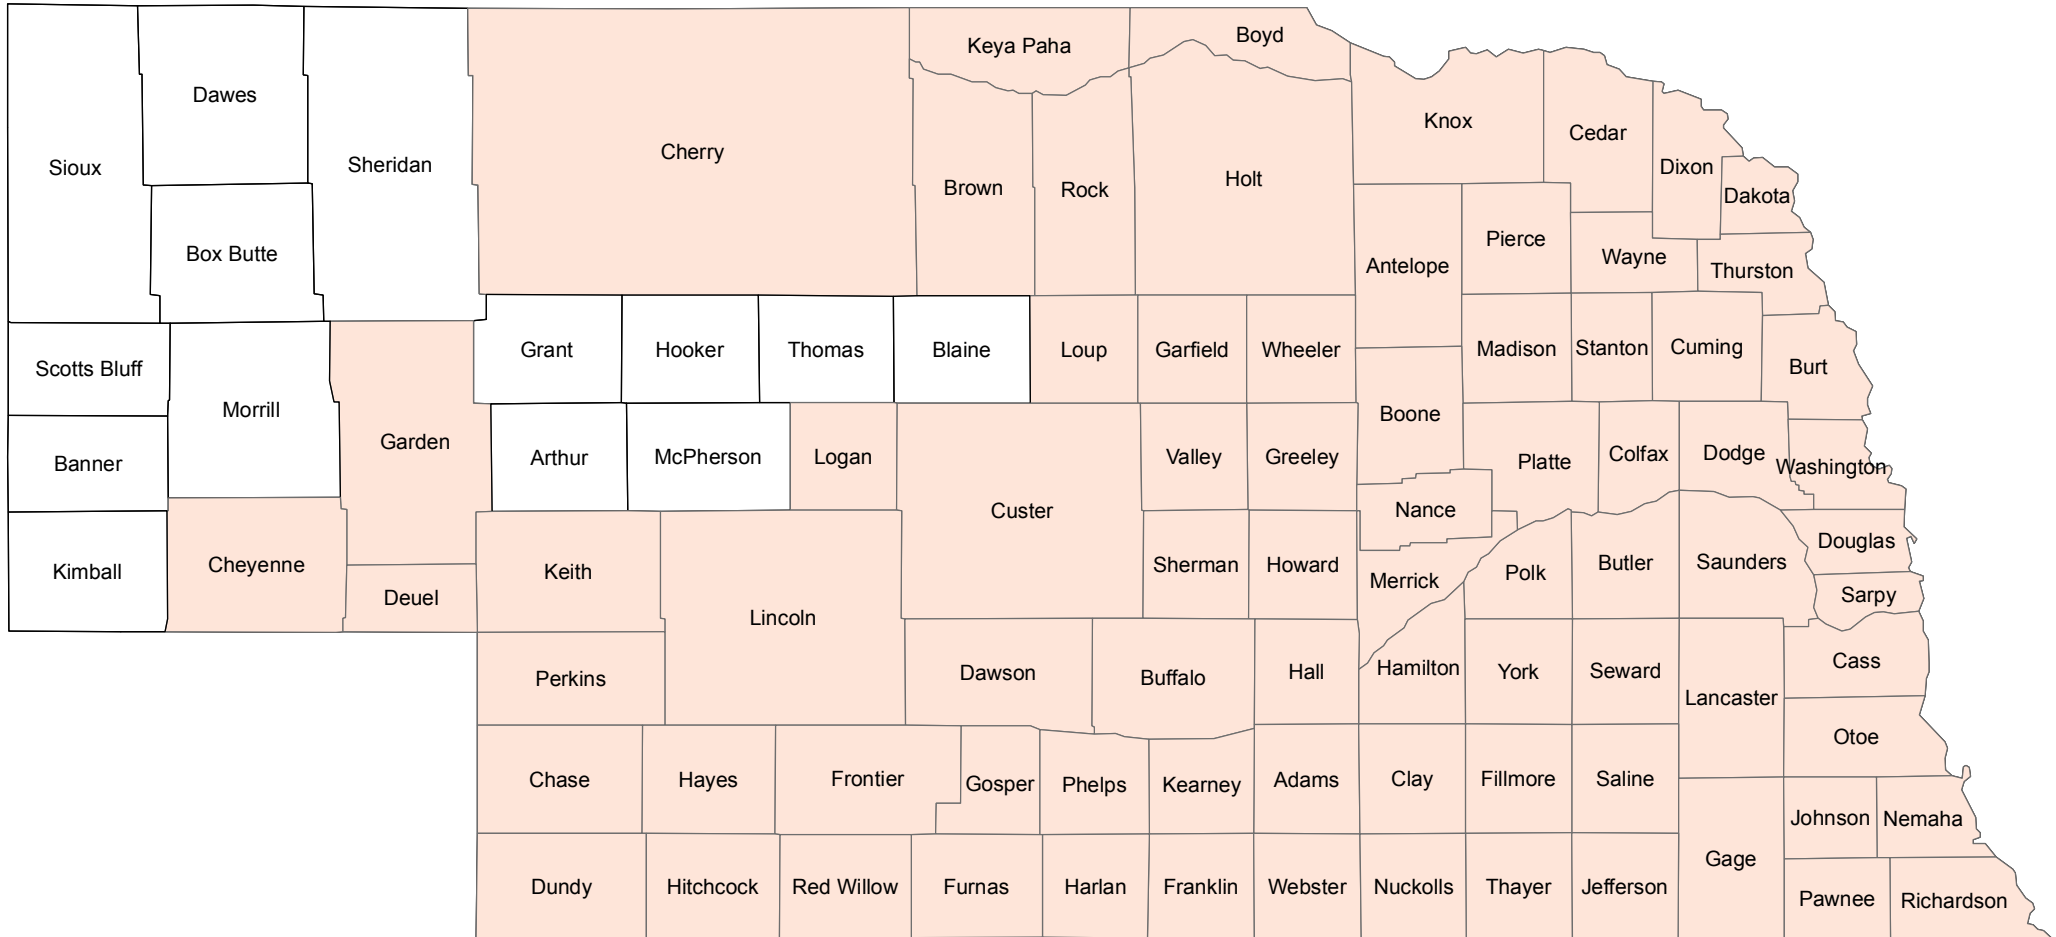 Keya Paha
Boyd
Dawes
Sioux
Sheridan
Cherry
Knox
Cedar
Dixon
Dakota
Brown
Rock
Holt
Box Butte
Pierce
Antelope
Wayne
Thurston
Scotts Bluff
Grant
Hooker
Thomas
Blaine
Loup
Garfield
Wheeler
Madison
Stanton
Cuming
Burt
Morrill
Garden
Boone
Banner
Arthur
McPherson
Logan
Valley
Greeley
Platte
Colfax
Dodge
Washington
Custer
Nance
Kimball
Cheyenne
Deuel
Keith
Lincoln
Sherman
Howard
Merrick
Polk
Butler
Saunders
Douglas
Sarpy
Perkins
Dawson
Buffalo
Hall
Hamilton
York
Seward
Lancaster
Cass
Otoe
Chase
Hayes
Frontier
Gosper
Phelps
Kearney
Adams
Clay
Fillmore
Saline
Johnson
Nemaha
Gage
Dundy
Hitchcock
Red Willow
Furnas
Harlan
Franklin
Webster
Nuckolls
Thayer
Jefferson
Pawnee
Richardson